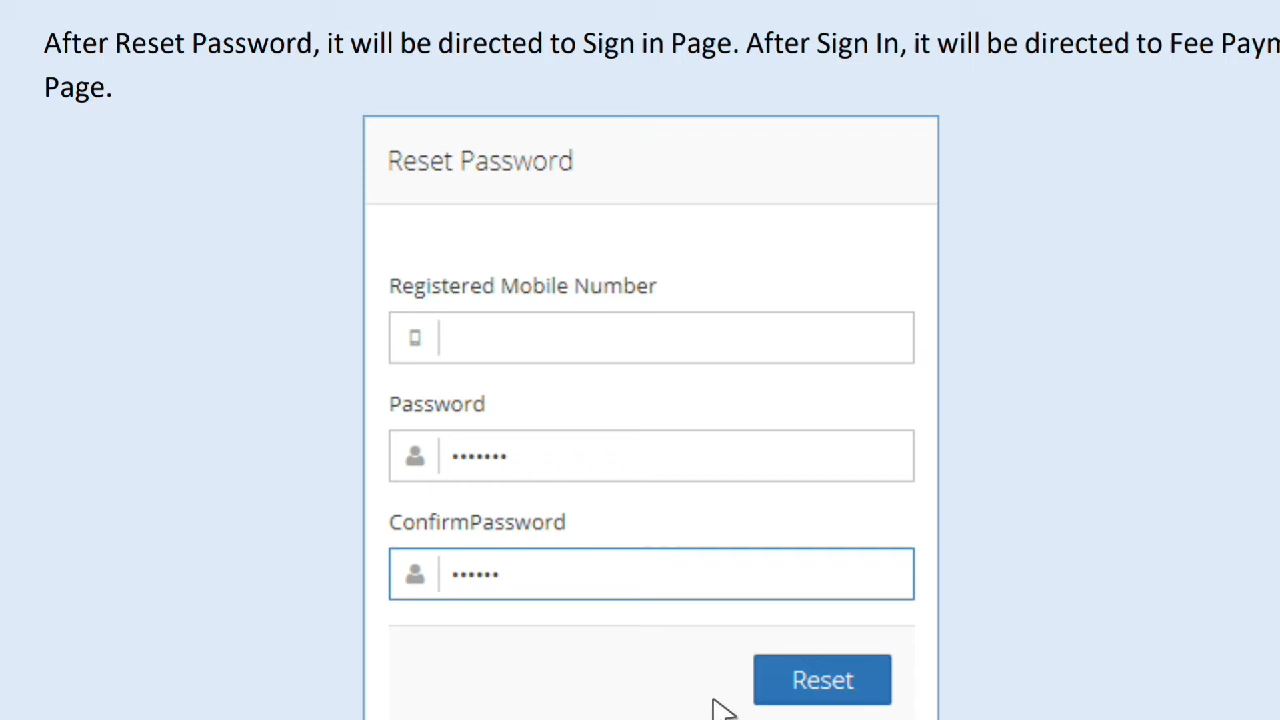 After Reset Password, it will be directed to Sign in Page. After Sign In, it will be directed to Fee Paym
Page.
Reset Password
Registered Mobile Number
Password
•••••••
ConfirmPassword
••••••
Reset